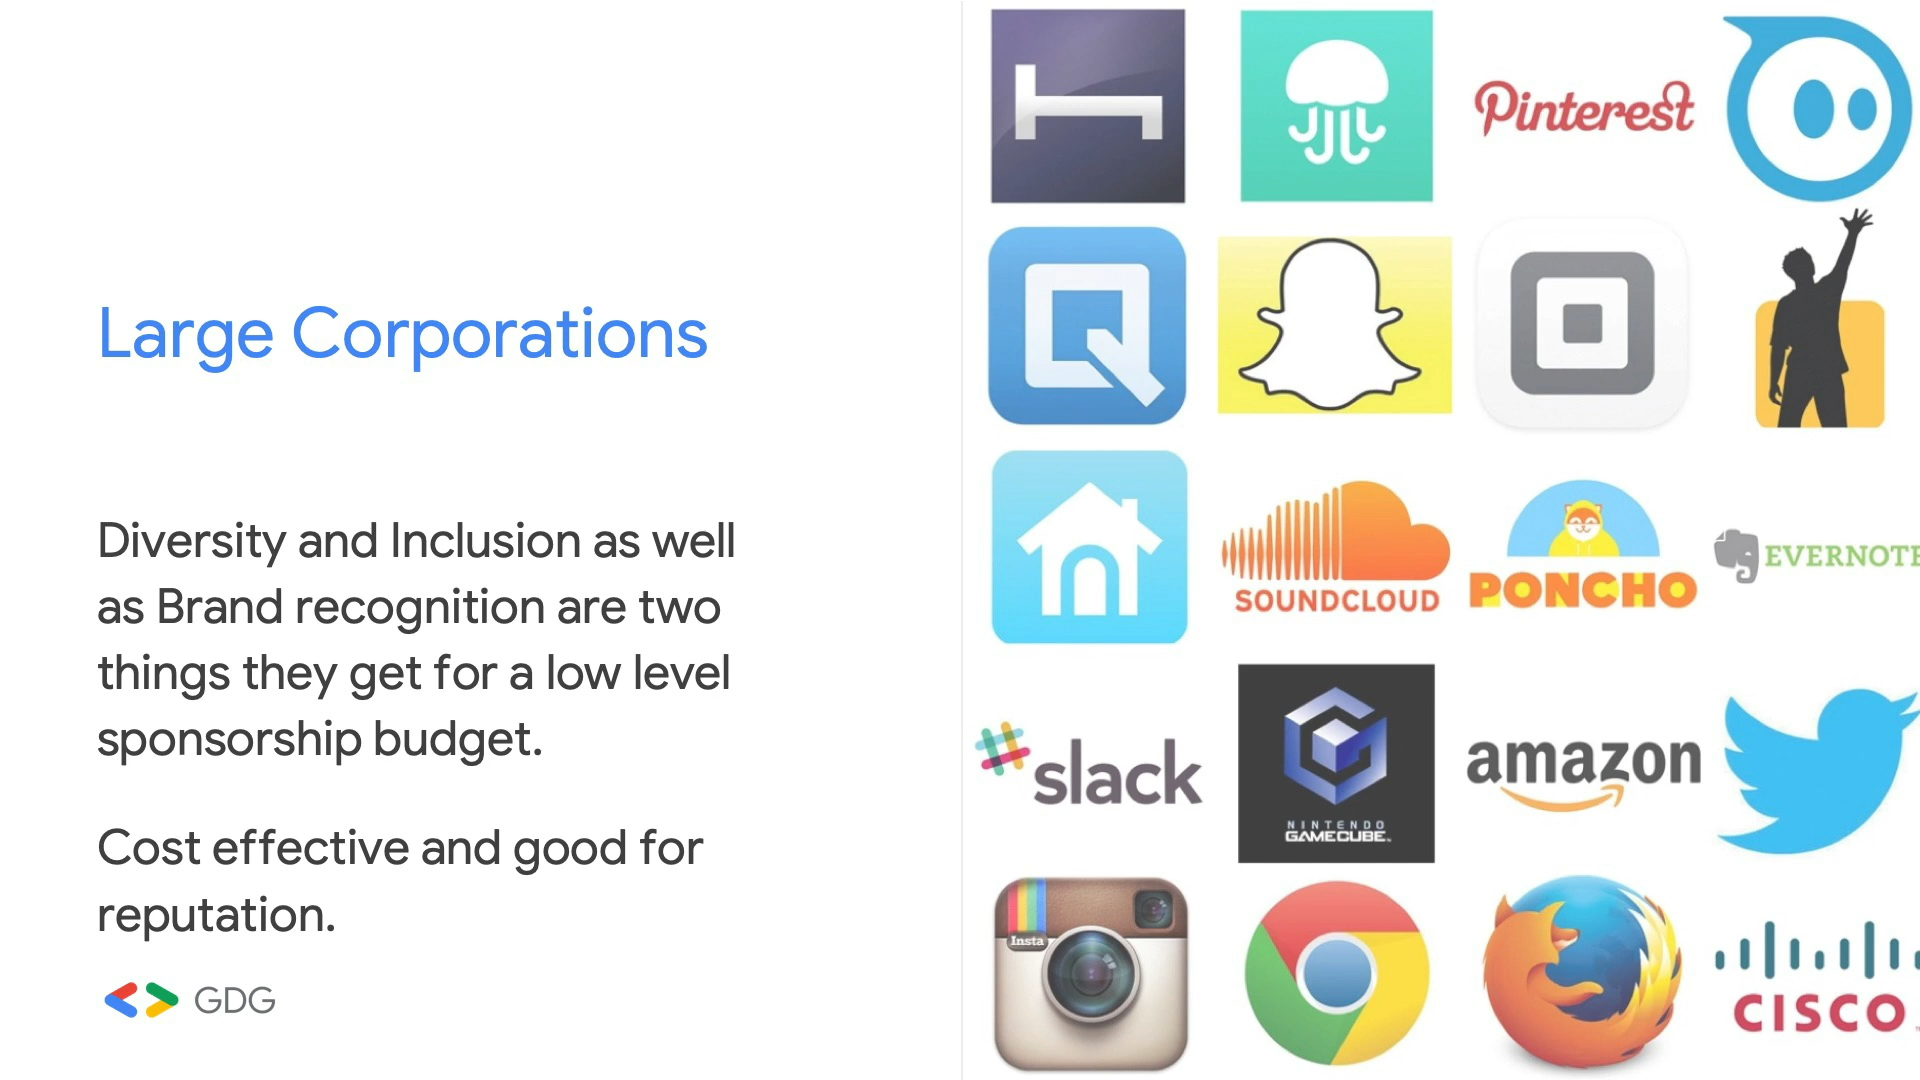 Large Corporations
Diversity and Inclusion as well
as Brand recognition are two
things they get for a low level
sponsorship budget.
Cost effective and good for
reputation.
GDG
Pinterest
SOUNDCLOUD
PONCHO
EVERNOTE
slack
NINTENDO
GAMECUBE
amazon
Insta
CISCO